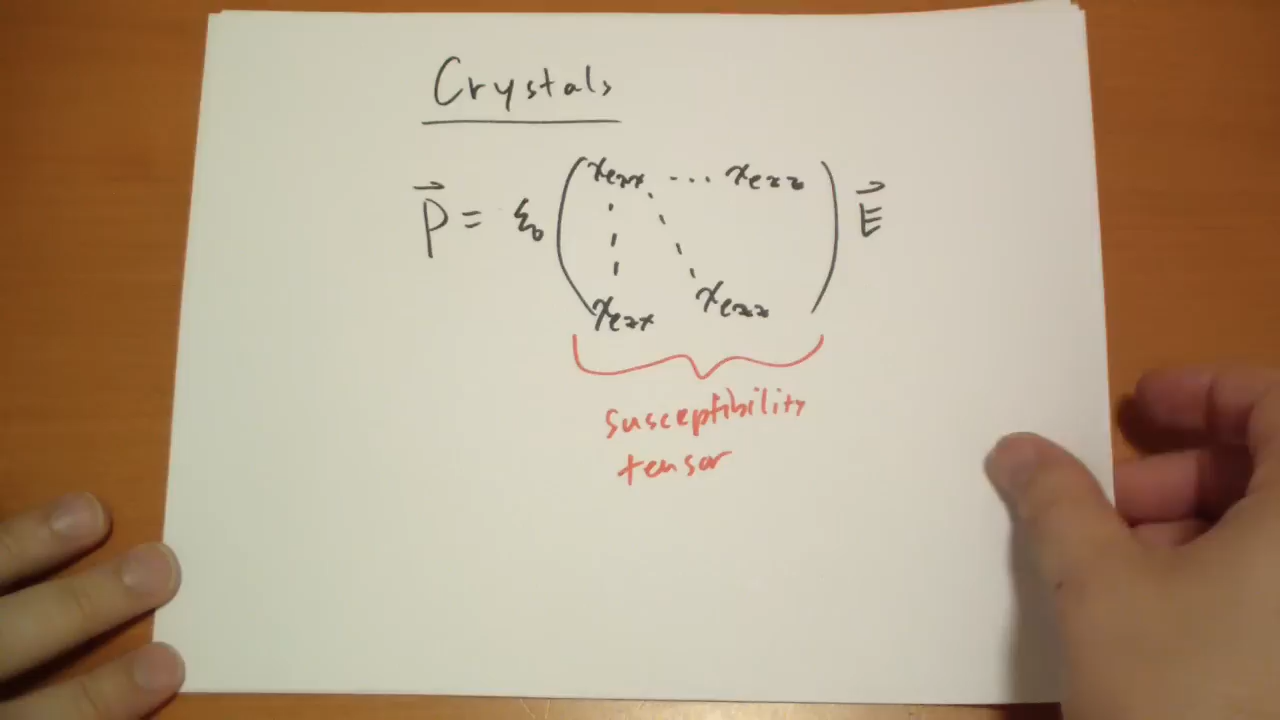 Crystals
P⃗ = ε₀ ( χₑₓₓ ... χₑₓz
χₑzₓ χₑzz ) E⃗
susceptibility
tensor